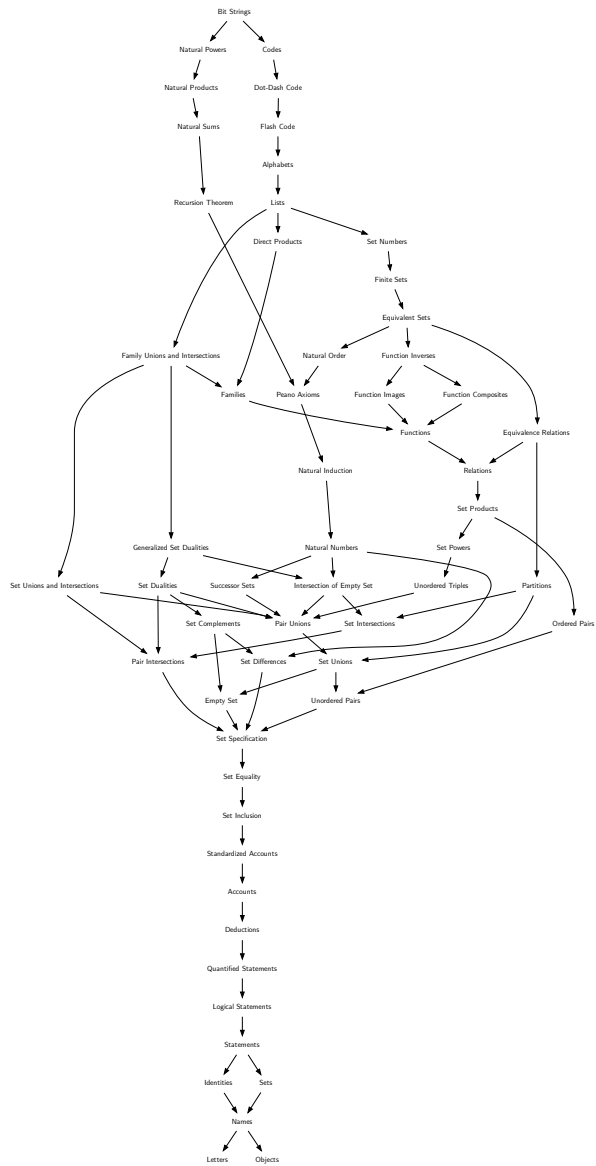 Bit Strings
Natural Powers
Codes
Natural Products
Dot-Dash Code
Natural Sums
Flash Code
Alphabets
Recursion Theorem
Lists
Direct Products
Set Numbers
Finite Sets
Equivalent Sets
Family Unions and Intersections
Natural Order
Function Inverses
Families
Peano Axioms
Function Images
Function Composites
Functions
Equivalence Relations
Natural Induction
Relations
Set Products
Generalized Set Dualities
Natural Numbers
Set Powers
Set Unions and Intersections
Set Dualities
Successor Sets
Intersection of Empty Set
Unordered Triples
Partitions
Set Complements
Pair Unions
Set Intersections
Ordered Pairs
Pair Intersections
Set Differences
Set Unions
Empty Set
Unordered Pairs
Set Specification
Set Equality
Set Inclusion
Standardized Accounts
Accounts
Deductions
Quantified Statements
Logical Statements
Statements
Identities
Sets
Names
Letters
Objects